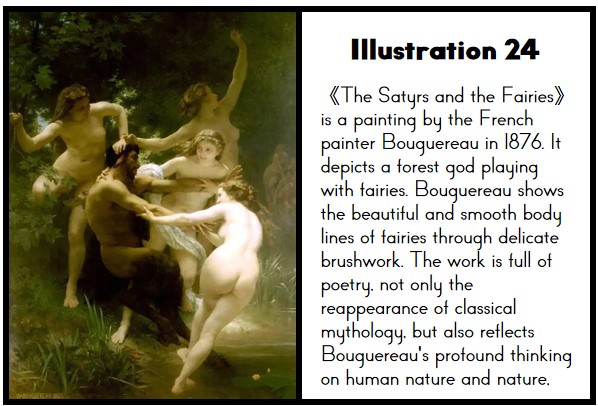 Illustration 24
《The Satyrs and the Fairies》
is a painting by the French
painter Bouguereau in 1876. It
depicts a forest god playing
with fairies. Bouguereau shows
the beautiful and smooth body
lines of fairies through delicate
brushwork. The work is full of
poetry, not only the
reappearance of classical
mythology, but also reflects
Bouguereau's profound thinking
on human nature and nature.